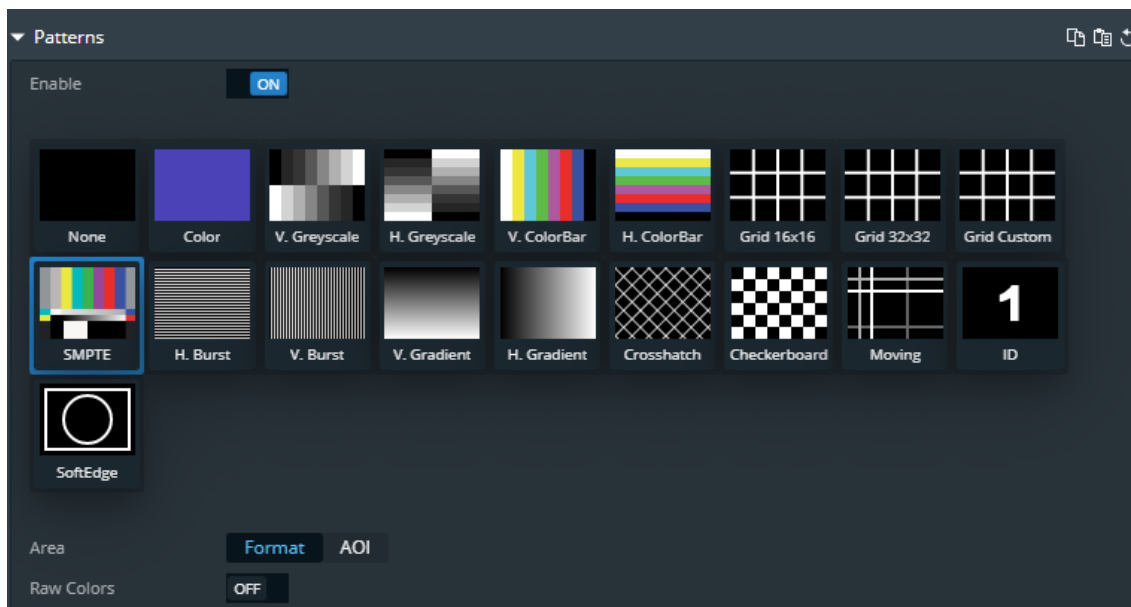 Patterns
Enable
ON
None
Color
V. Greyscale
H. Greyscale
V. ColorBar
H. ColorBar
Grid 16x16
Grid 32x32
Grid Custom
SMPTE
H. Burst
V. Burst
V. Gradient
H. Gradient
Crosshatch
Checkerboard
Moving
1
ID
SoftEdge
Area
Format
AOI
Raw Colors
OFF